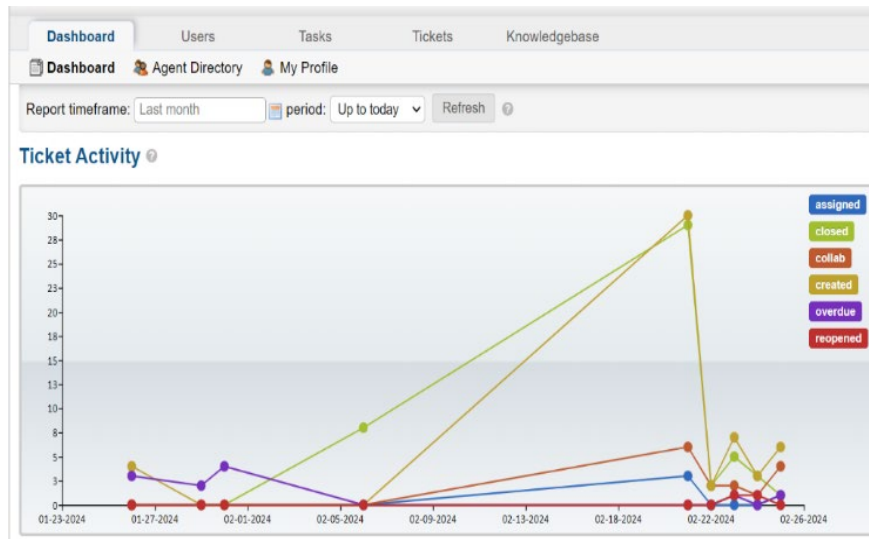 Dashboard Users Tasks Tickets Knowledgebase
Dashboard Agent Directory My Profile
Report timeframe: Last month period: Up to today Refresh
Ticket Activity
assigned
closed
collab
created
overdue
reopened
30
28
25
23
20
18
15
13
10
8
5
3
0
01-23-2024 01-27-2024 02-01-2024 02-05-2024 02-09-2024 02-13-2024 02-18-2024 02-22-2024 02-26-2024